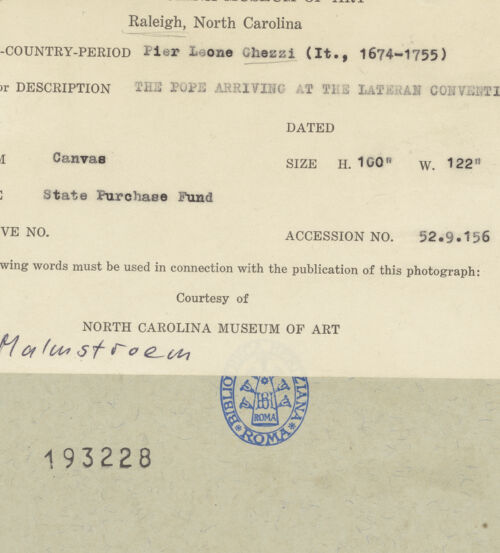 Raleigh, North Carolina
-COUNTRY-PERIOD Pier Leone Ghezzi (It., 1674-1755)
or DESCRIPTION THE POPE ARRIVING AT THE LATERAN CONVENTI
DATED
M Canvas
SIZE H. 100" W. 122"
E State Purchase Fund
VE NO.
ACCESSION NO. 52.9.156
wing words must be used in connection with the publication of this photograph:
Courtesy of
NORTH CAROLINA MUSEUM OF ART
Malmstroem
ROMA
ROMA
193228